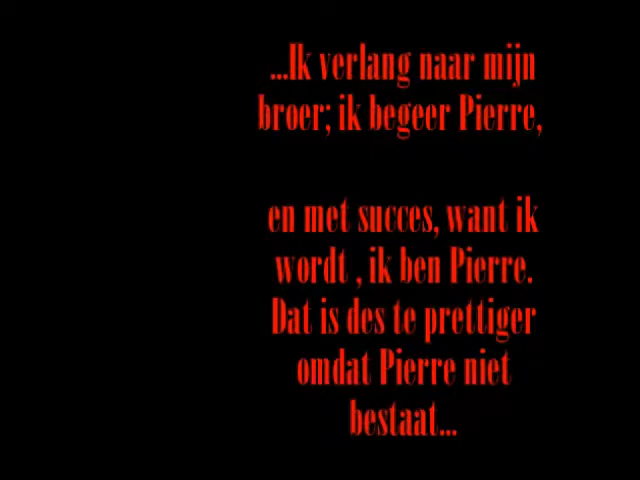 ...Ik verlang naar mijn
broer; ik begeer Pierre,
en met succes, want ik
wordt , ik ben Pierre.
Dat is des te prettiger
omdat Pierre niet
bestaat...